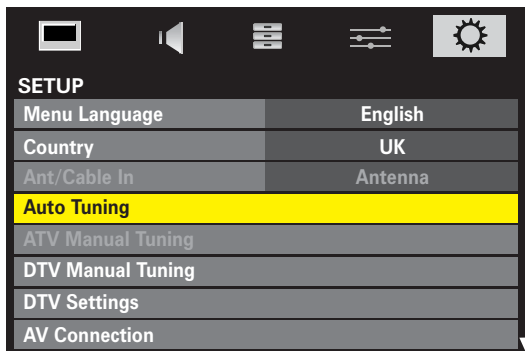 SETUP
Menu Language English
Country UK
Ant/Cable In Antenna
Auto Tuning
ATV Manual Tuning
DTV Manual Tuning
DTV Settings
AV Connection